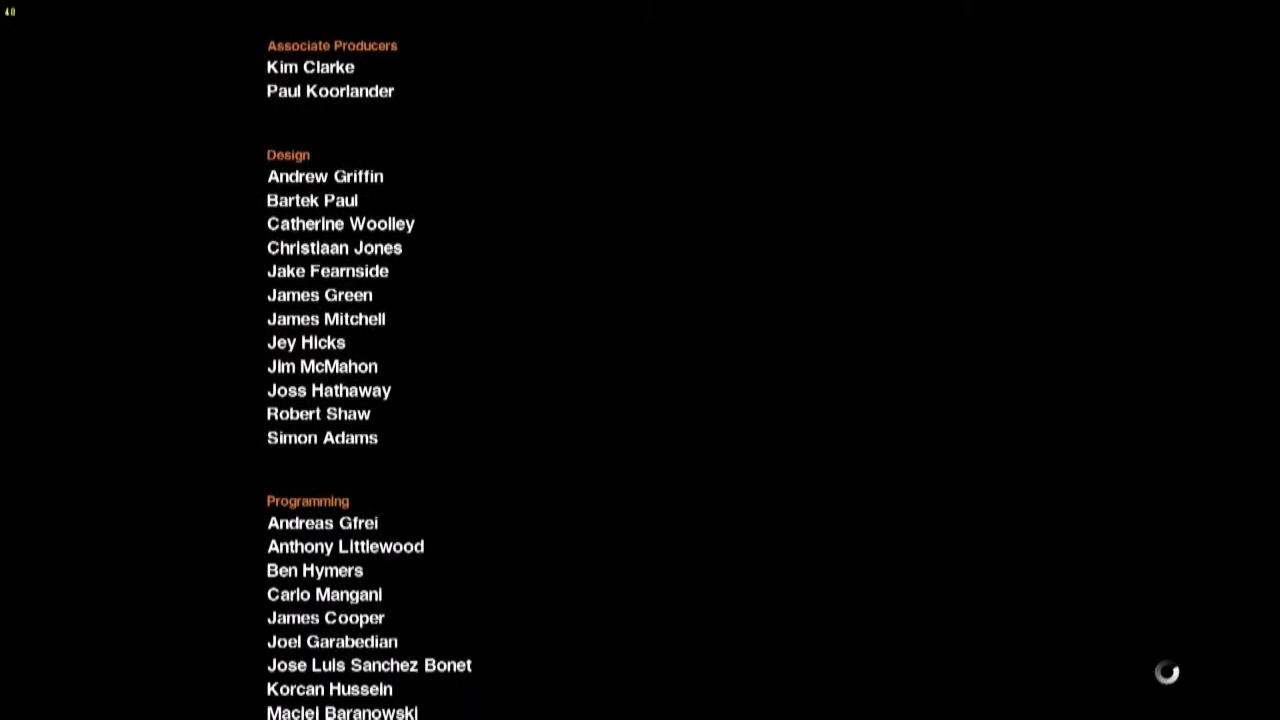 40
Associate Producers
Kim Clarke
Paul Koorlander
Design
Andrew Griffin
Bartek Paul
Catherine Woolley
Christiaan Jones
Jake Fearnside
James Green
James Mitchell
Jey Hicks
Jim McMahon
Joss Hathaway
Robert Shaw
Simon Adams
Programming
Andreas Gfrei
Anthony Littlewood
Ben Hymers
Carlo Mangani
James Cooper
Joel Garabedian
Jose Luis Sanchez Bonet
Korcan Hussein
Maciej Baranowski